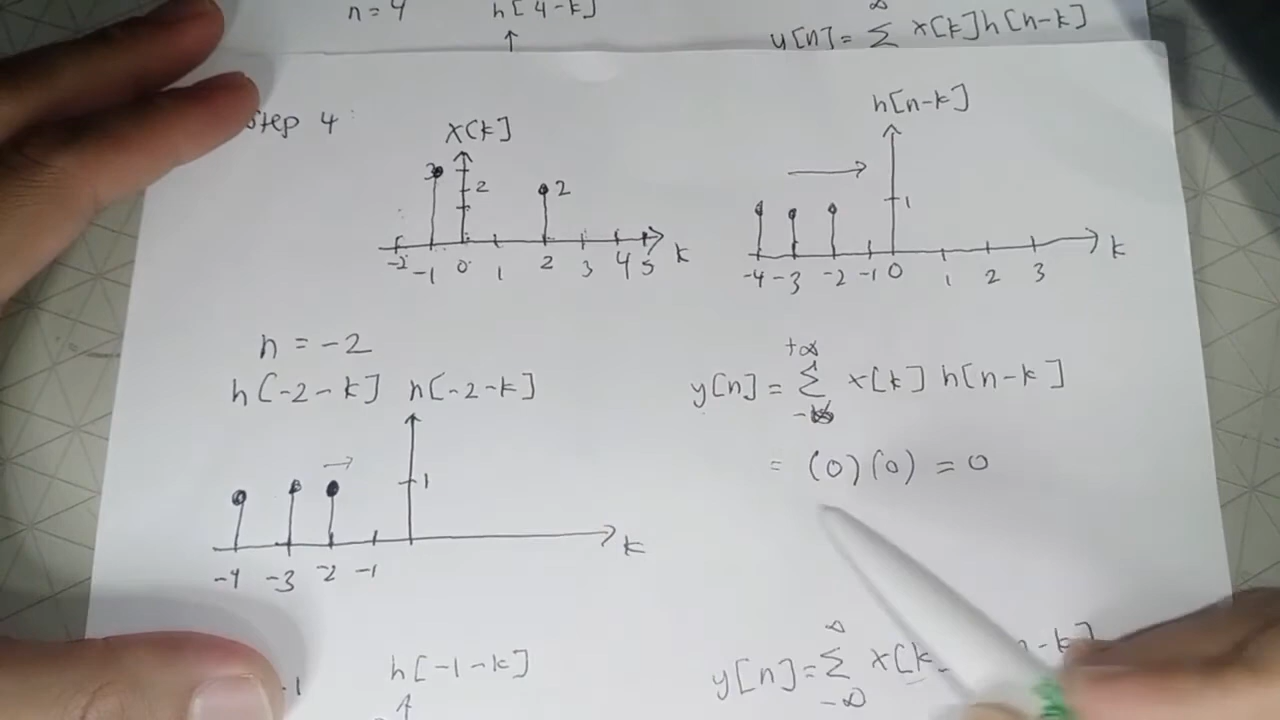 n = 4 h[4-k]
y[n] = ∞ Σ x[k]h[n-k]
Step 4:
x[k]
3 2 2
-2 -1 0 1 2 3 4 5 k
h[n-k]
1
-4 -3 -2 -1 0 1 2 3 k
n = -2
h[-2-k] h[-2-k]
1
-4 -3 -2 -1 k
+∞
y[n] = Σ x[k] h[n-k]
-∞
= (0)(0) = 0
-1 h[-1-k]
∞
y[n] = Σ x[k n-k]
-∞